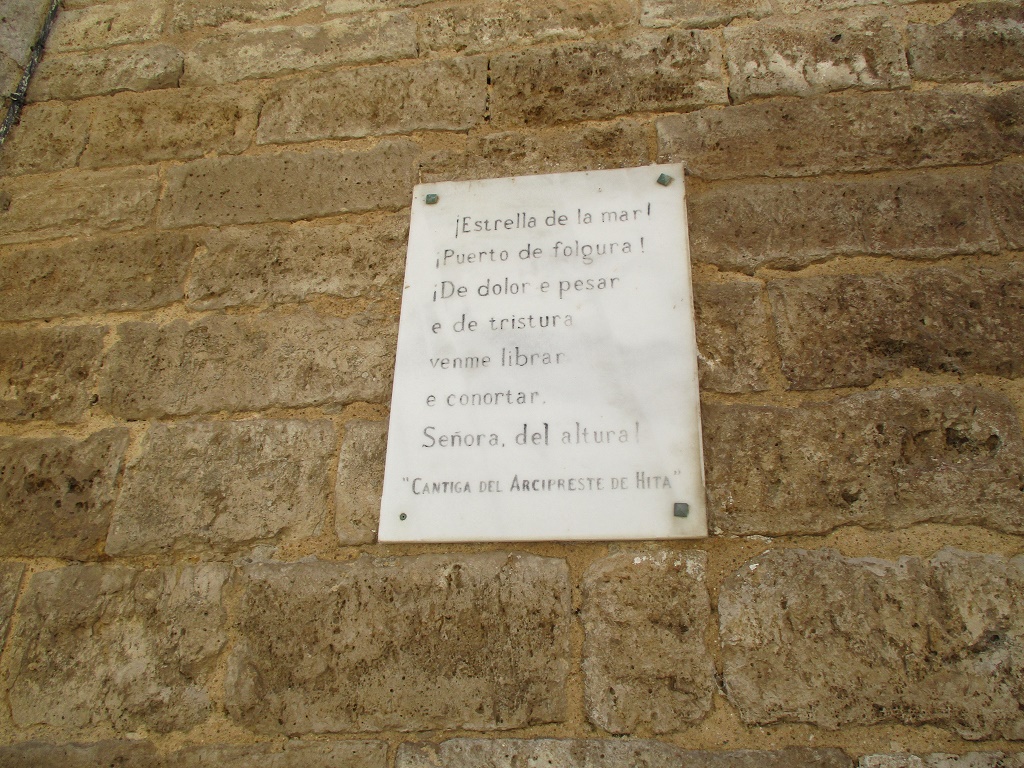 ¡Estrella de la mar!
¡Puerto de folgura!
¡De dolor e pesar
e de tristura
venme librar
e conortar.
Señora, del altura!
"CANTIGA DEL ARCIPRESTE DE HITA"